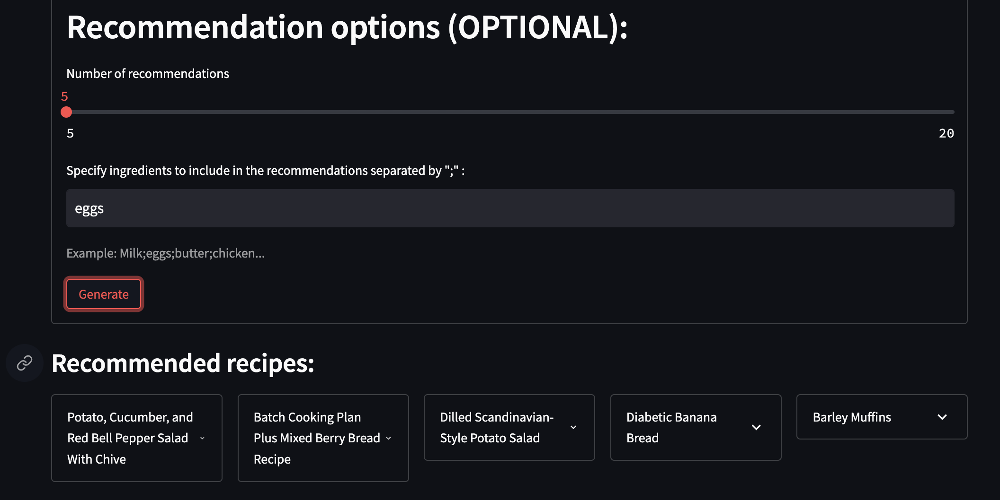 Recommendation options (OPTIONAL):
Number of recommendations
5
5
20
Specify ingredients to include in the recommendations separated by ";" :
eggs
Example: Milk;eggs;butter;chicken...
Generate
Recommended recipes:
Potato, Cucumber, and
Red Bell Pepper Salad
With Chive
Batch Cooking Plan
Plus Mixed Berry Bread
Recipe
Dilled Scandinavian-
Style Potato Salad
Diabetic Banana
Bread
Barley Muffins